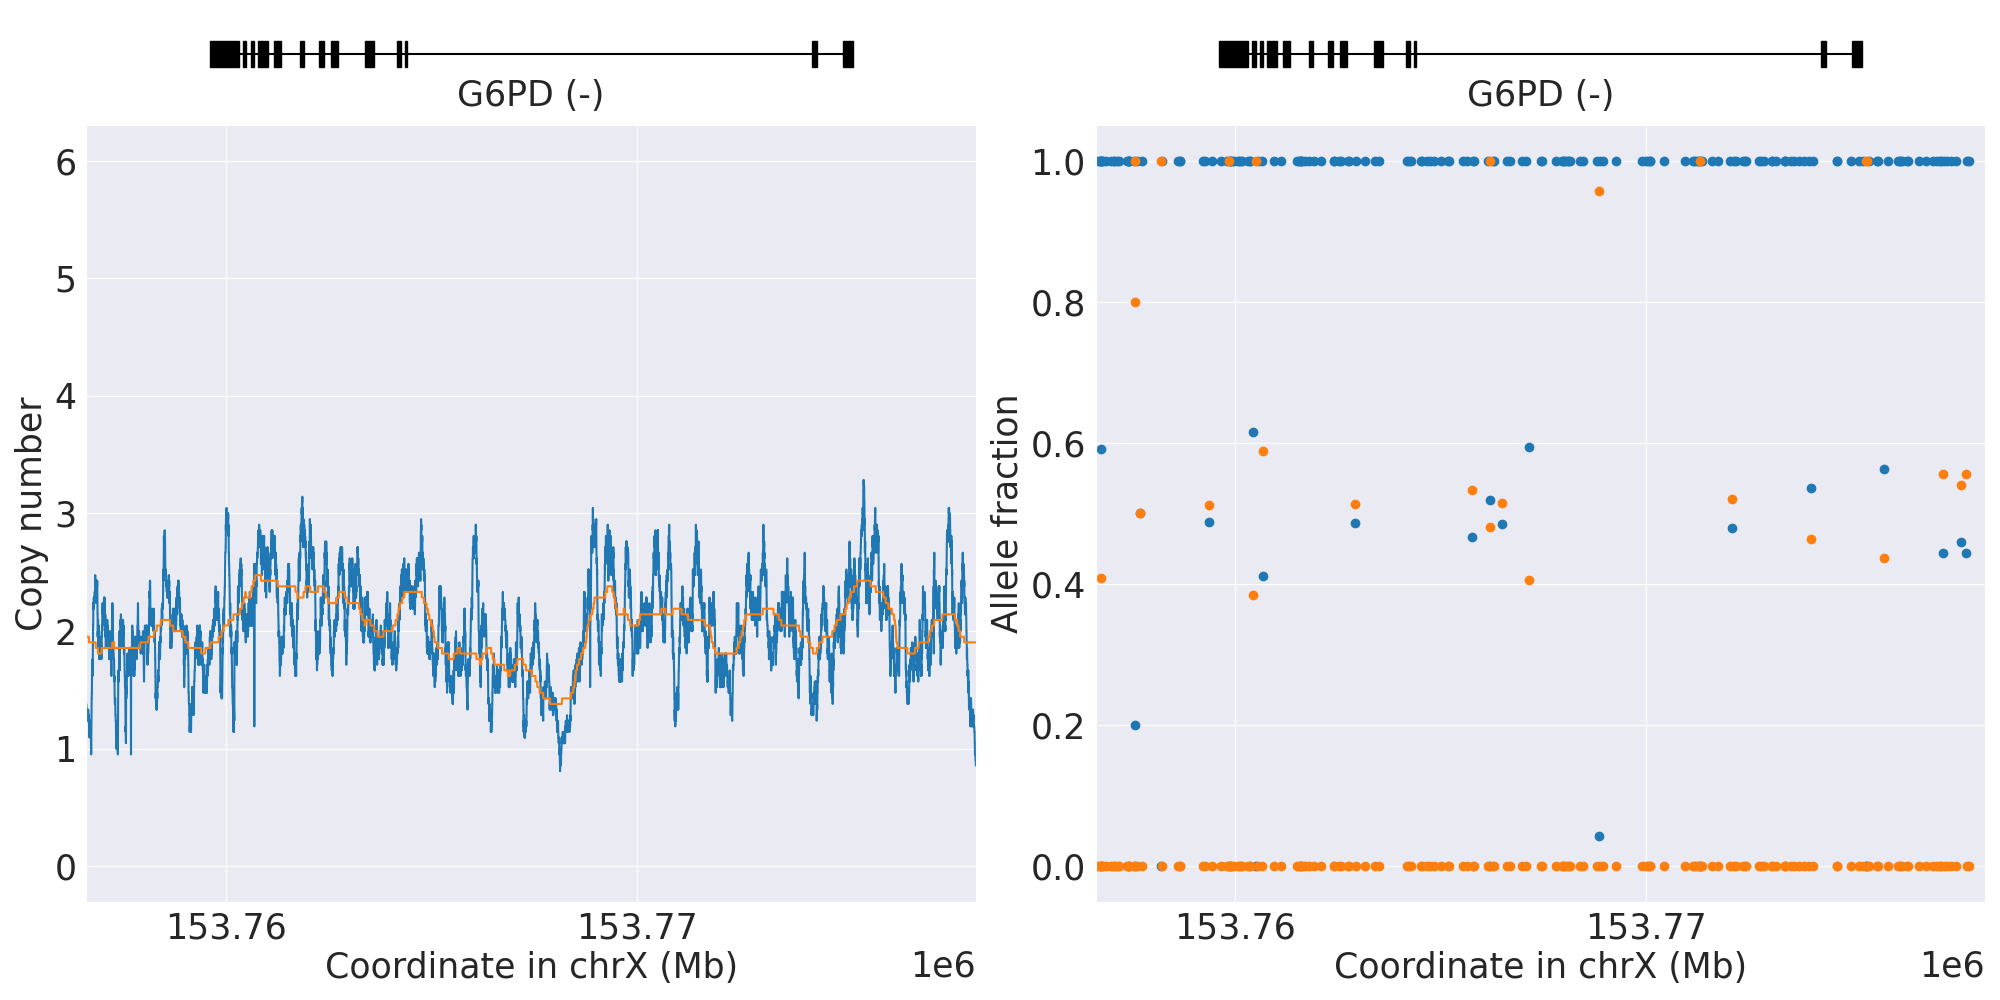 G6PD (-)
6
5
4
3
2
1
0
Copy number
153.76
153.77
Coordinate in chrX (Mb)
1e6
G6PD (-)
1.0
0.8
0.6
0.4
0.2
0.0
Allele fraction
153.76
153.77
Coordinate in chrX (Mb)
1e6